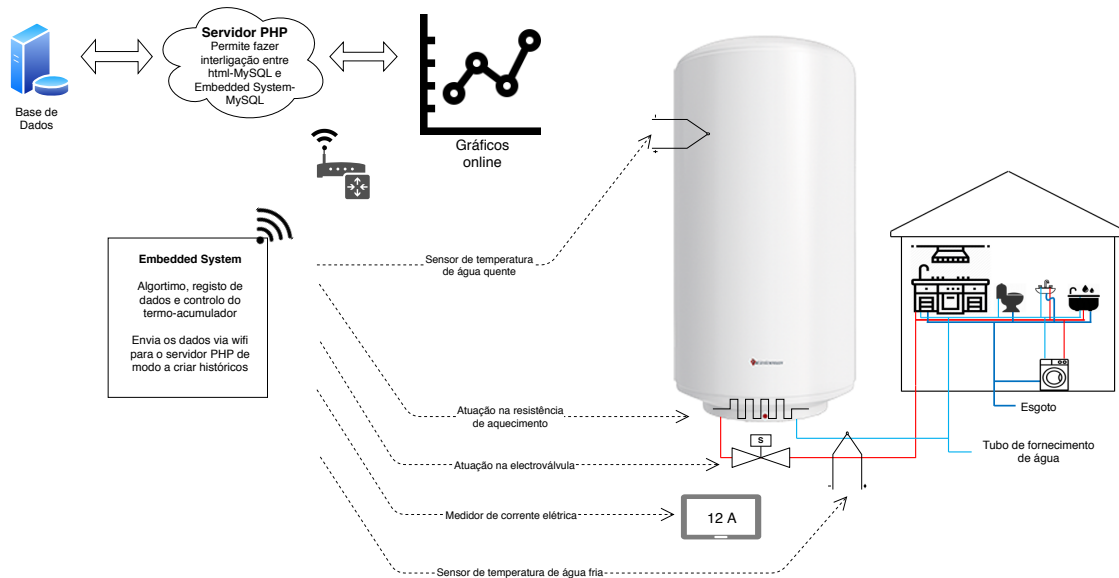 Servidor PHP
Permite fazer
interligação entre
html-MySQL e
Embedded System-
MySQL
Base de
Dados
Gráficos
online
Embedded System
Algortimo, registo de
dados e controlo do
termo-acumulador
Envia os dados via wifi
para o servidor PHP de
modo a criar históricos
Sensor de temperatura
de água quente
Atuação na resistência
de aquecimento
Atuação na electroválvula
S
Medidor de corrente elétrica
12 A
Sensor de temperatura de água fria
Esgoto
Tubo de fornecimento
de água